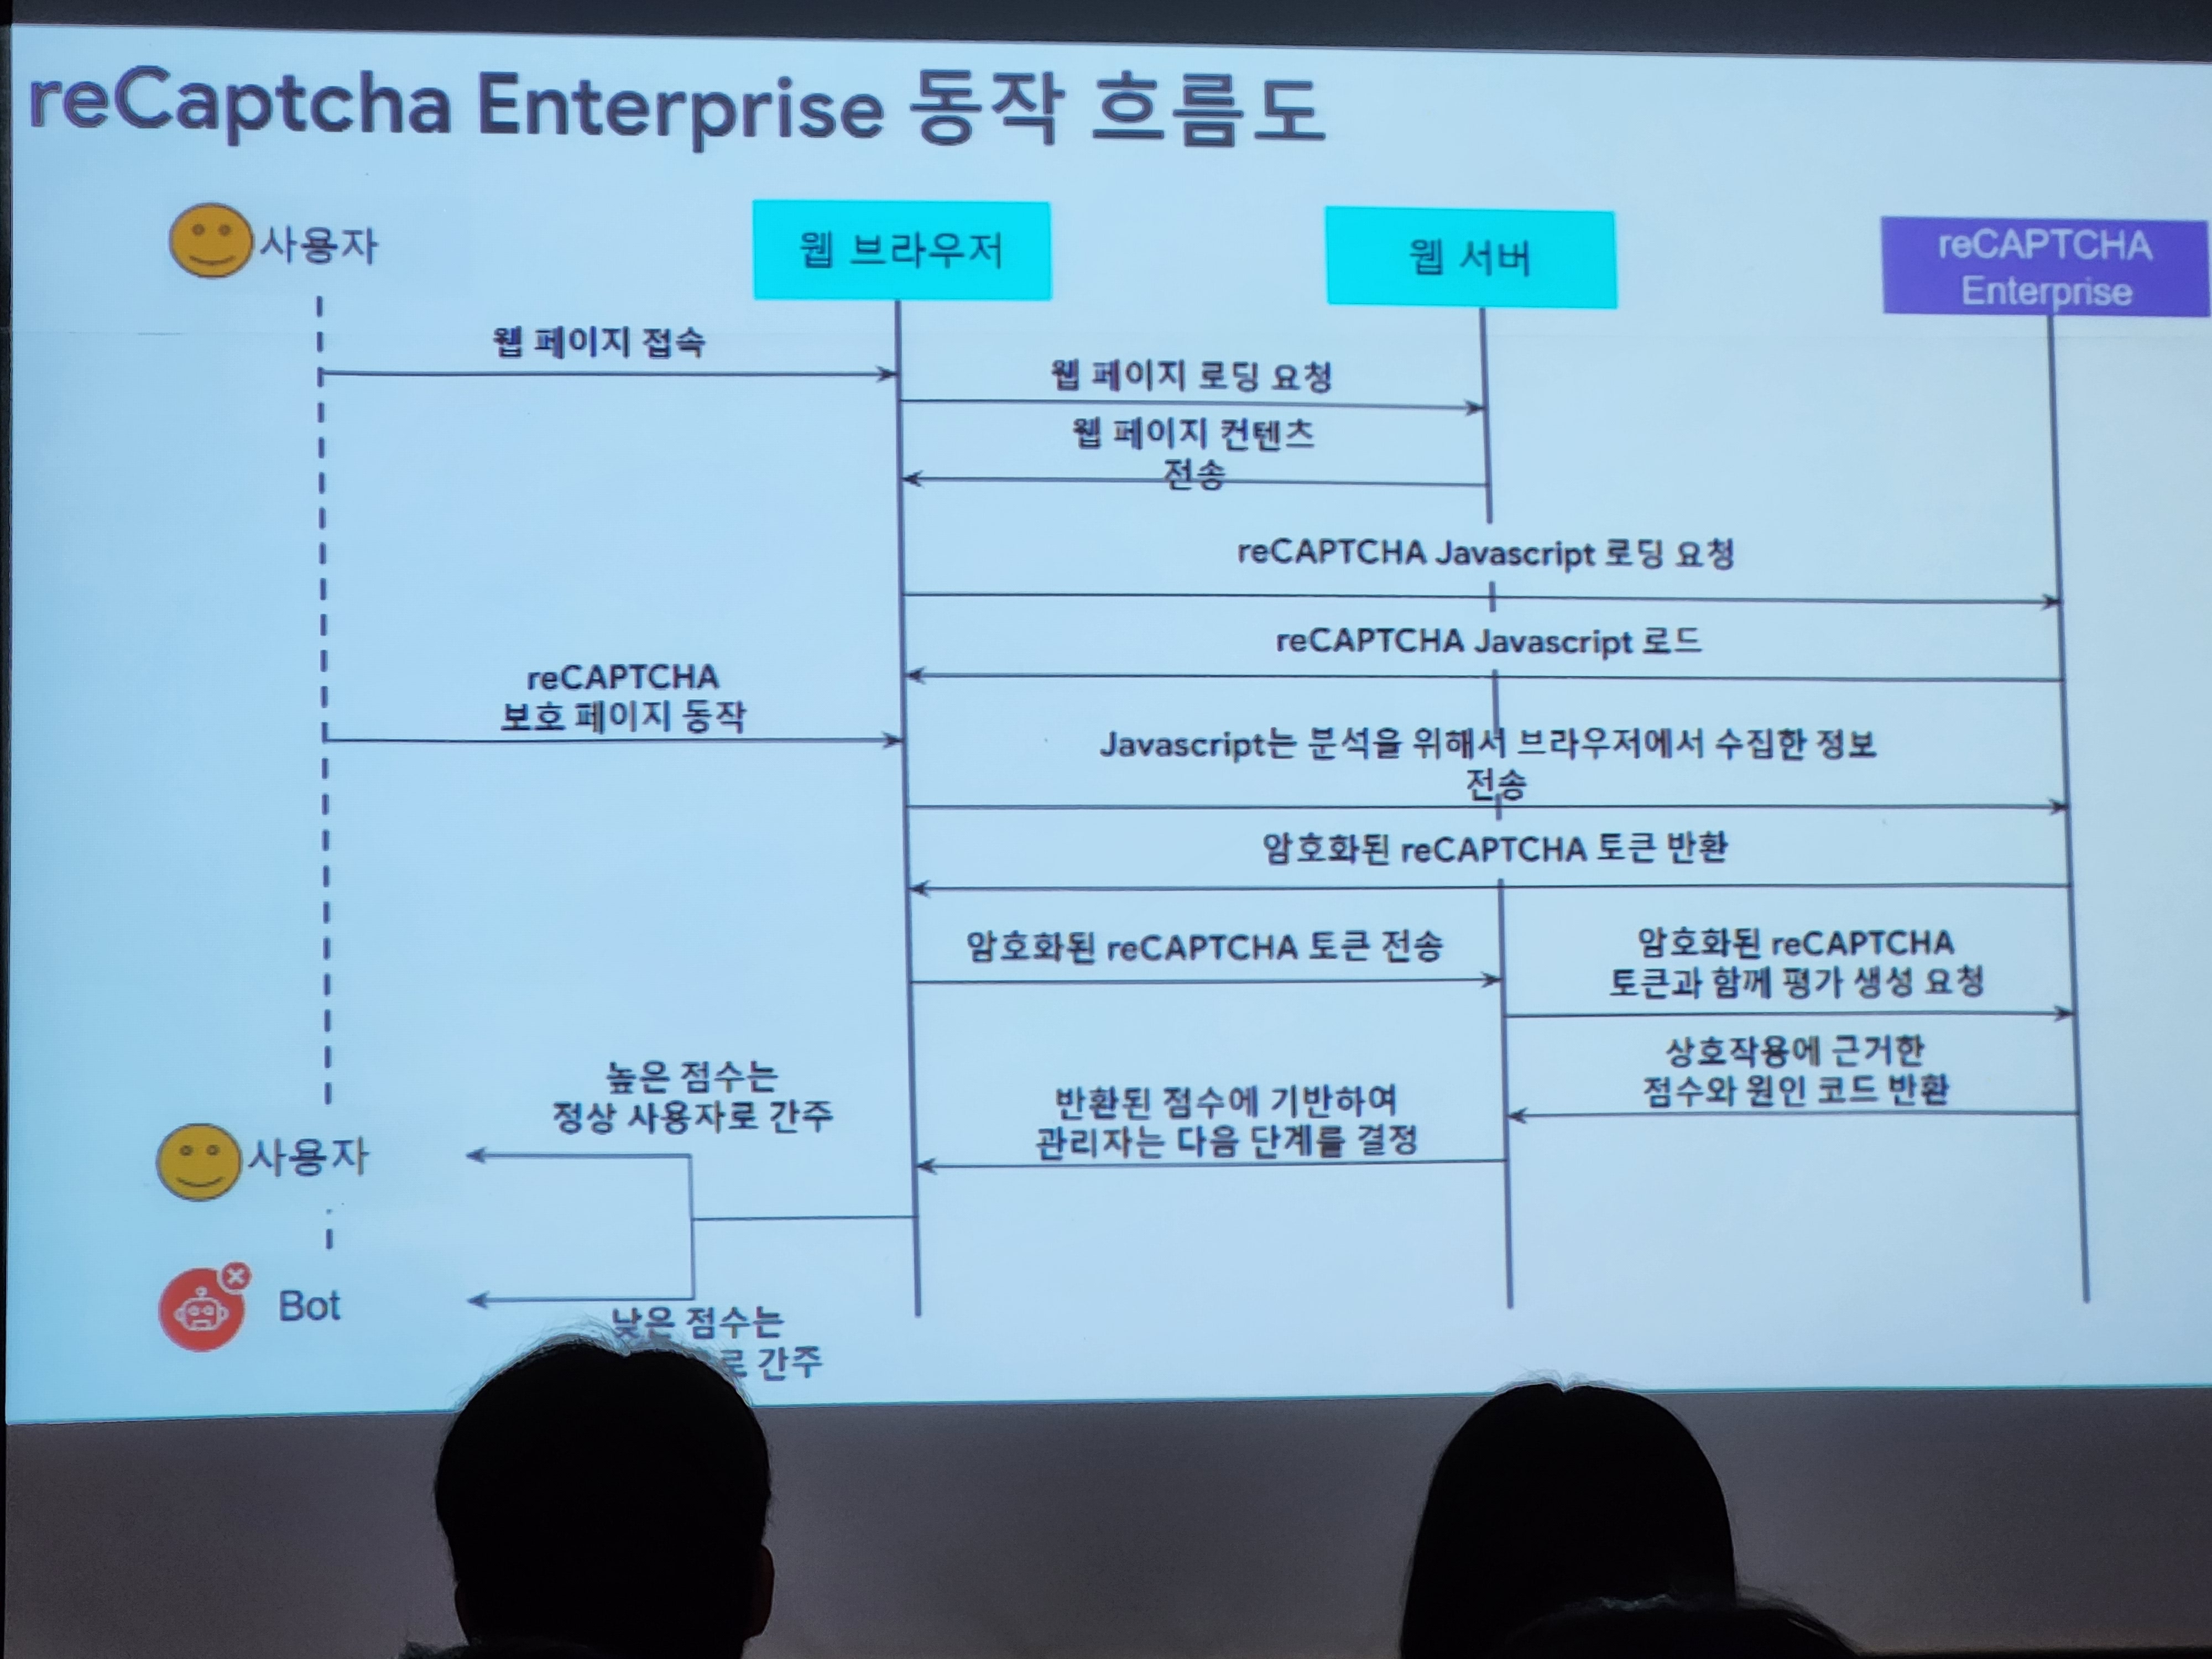 reCaptcha Enterprise 동작 흐름도
사용자
웹 브라우저
웹 서버
reCAPTCHA
Enterprise
웹 페이지 접속
웹 페이지 로딩 요청
웹 페이지 컨텐츠
전송
reCAPTCHA Javascript 로딩 요청
reCAPTCHA Javascript 로드
reCAPTCHA
보호 페이지 동작
Javascript는 분석을 위해서 브라우저에서 수집한 정보
전송
암호화된 reCAPTCHA 토큰 반환
암호화된 reCAPTCHA 토큰 전송
암호화된 reCAPTCHA
토큰과 함께 평가 생성 요청
상호작용에 근거한
점수와 원인 코드 반환
반환된 점수에 기반하여
관리자는 다음 단계를 결정
높은 점수는
정상 사용자로 간주
사용자
Bot
낮은 점수는
간주